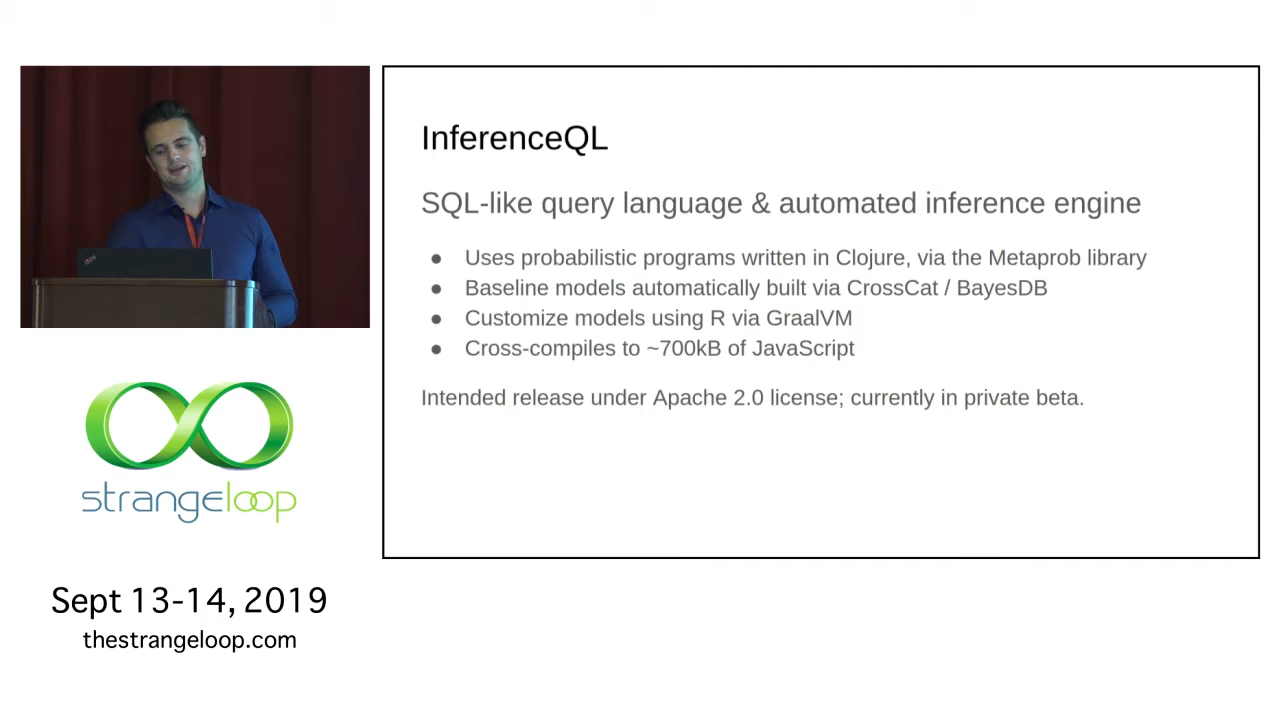 InferenceQL
SQL-like query language & automated inference engine
● Uses probabilistic programs written in Clojure, via the Metaprob library
● Baseline models automatically built via CrossCat / BayesDB
● Customize models using R via GraalVM
● Cross-compiles to ~700kB of JavaScript
Intended release under Apache 2.0 license; currently in private beta.
strangeloop
Sept 13-14, 2019
thestrangeloop.com